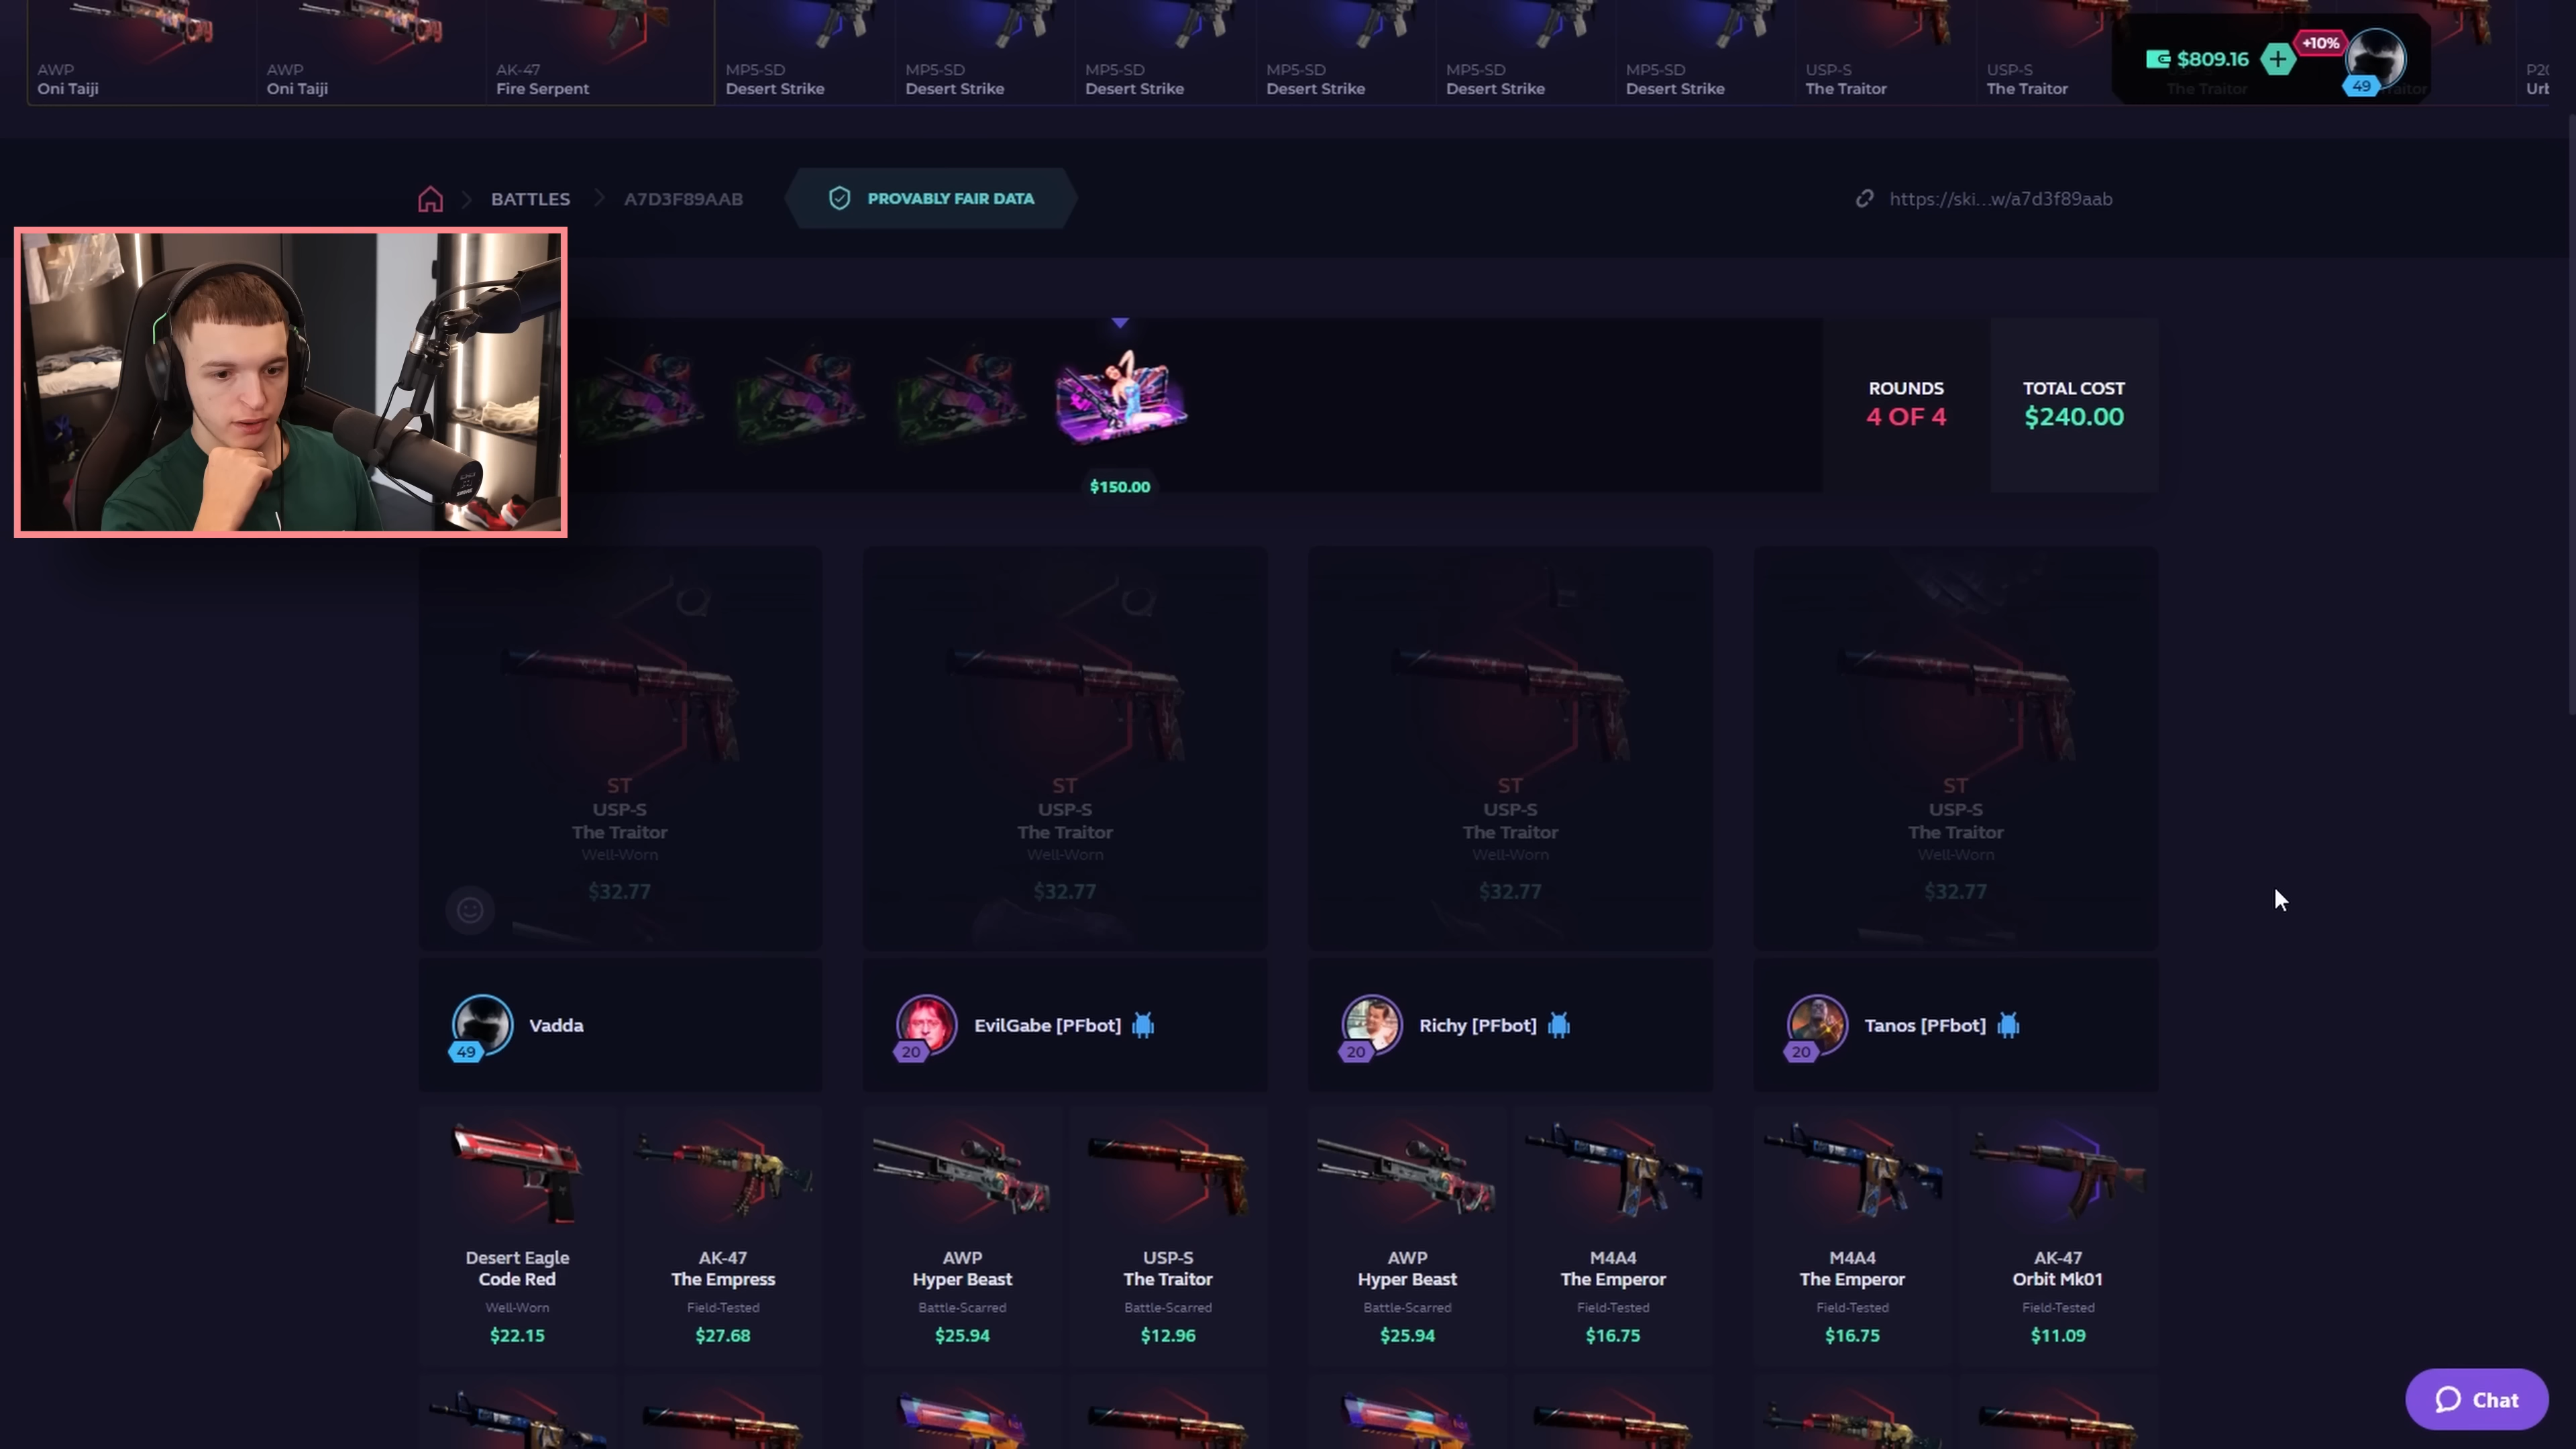 AWP
Oni Taiji
AWP
Oni Taiji
AK-47
Fire Serpent
MP5-SD
Desert Strike
MP5-SD
Desert Strike
MP5-SD
Desert Strike
MP5-SD
Desert Strike
MP5-SD
Desert Strike
MP5-SD
Desert Strike
USP-S
The Traitor
USP-S
The Traitor
The Traitor
$809.16
+10%
49
BATTLES
A7D3F89AAB
PROVABLY FAIR DATA
https://ski...w/a7d3f89aab
$150.00
ROUNDS
4 OF 4
TOTAL COST
$240.00
ST
USP-S
The Traitor
Well-Worn
$32.77
ST
USP-S
The Traitor
Well-Worn
$32.77
ST
USP-S
The Traitor
Well-Worn
$32.77
ST
USP-S
The Traitor
Well-Worn
$32.77
49
Vadda
20
EvilGabe [PFbot]
20
Richy [PFbot]
20
Tanos [PFbot]
Desert Eagle
Code Red
Well-Worn
$22.15
AK-47
The Empress
Field-Tested
$27.68
AWP
Hyper Beast
Battle-Scarred
$25.94
USP-S
The Traitor
Battle-Scarred
$12.96
AWP
Hyper Beast
Battle-Scarred
$25.94
M4A4
The Emperor
Field-Tested
$16.75
M4A4
The Emperor
Field-Tested
$16.75
AK-47
Orbit Mk01
Field-Tested
$11.09
Chat